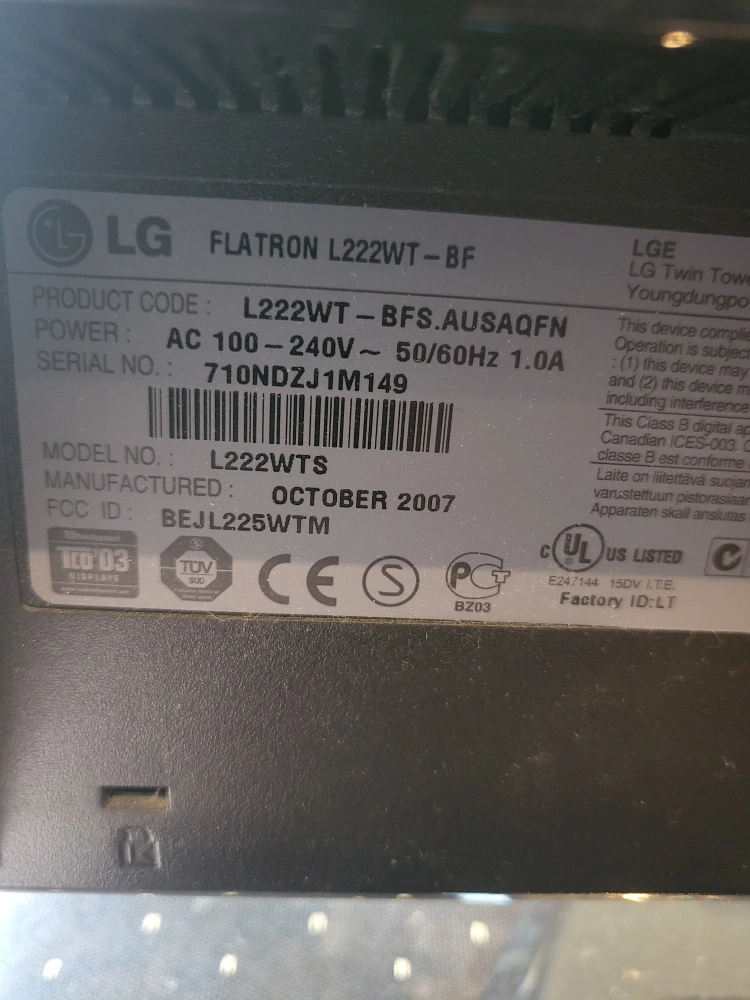 LG FLATRON L222WT-BF
PRODUCT CODE : L222WT-BFS.AUSAQFN
POWER : AC 100-240V~ 50/60Hz 1.0A
SERIAL NO. : 710NDZJ1M149
MODEL NO. : L222WTS
MANUFACTURED : OCTOBER 2007
FCC ID : BEJL225WTM
TCO'03
DISPLAYS
S
TÜV
SÜD
CE
S
PCT
BZ03
LGE
LG Twin
This device
Operation is
: (1) this device may
and (2) this device
including interference
This Class B digital
Canadian ICES-003.
classe B est conforme
Laite on liitettävä
varustettuun
Apparaten skall anslutas
C UL US LISTED
E247144 15DV I.T.E.
Factory ID:LT